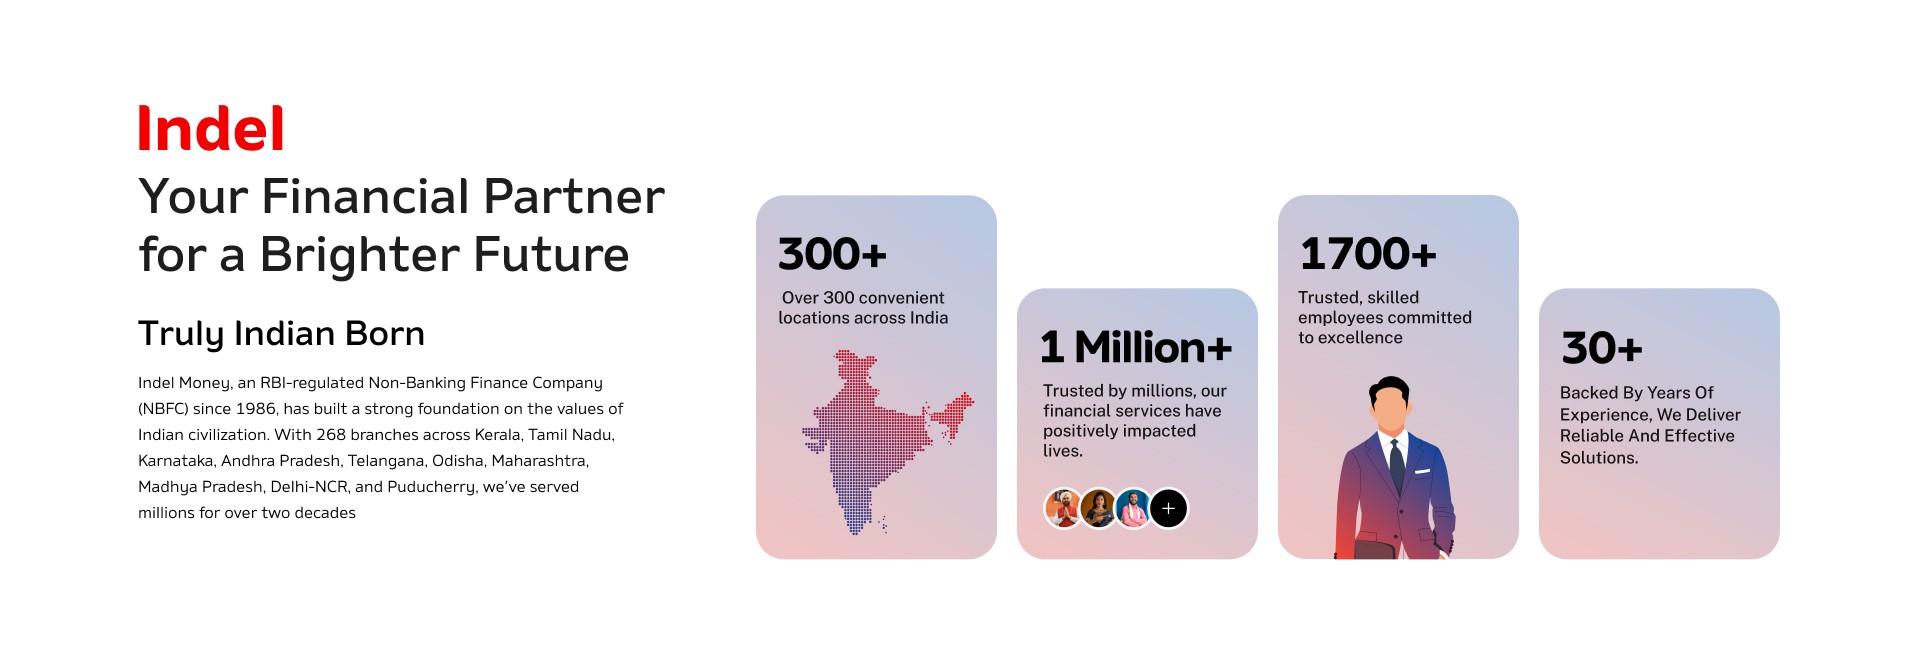 Indel
Your Financial Partner
for a Brighter Future
Truly Indian Born
Indel Money, an RBI-regulated Non-Banking Finance Company
(NBFC) since 1986, has built a strong foundation on the values of
Indian civilization. With 268 branches across Kerala, Tamil Nadu,
Karnataka, Andhra Pradesh, Telangana, Odisha, Maharashtra,
Madhya Pradesh, Delhi-NCR, and Puducherry, we've served
millions for over two decades
300+
Over 300 convenient
locations across India
1 Million+
Trusted by millions, our
financial services have
positively impacted
lives.
+
1700+
Trusted, skilled
employees committed
to excellence
30+
Backed By Years Of
Experience, We Deliver
Reliable And Effective
Solutions.